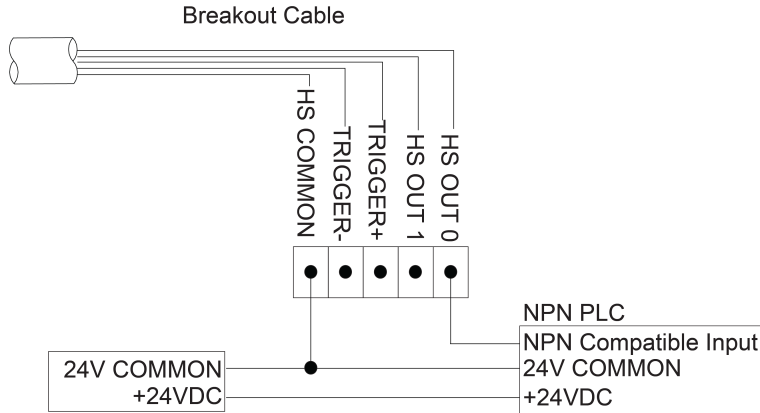 Breakout Cable
HS COMMON
TRIGGER-
TRIGGER+
HS OUT 1
HS OUT 0
NPN PLC
NPN Compatible Input
24V COMMON
+24VDC
24V COMMON
+24VDC